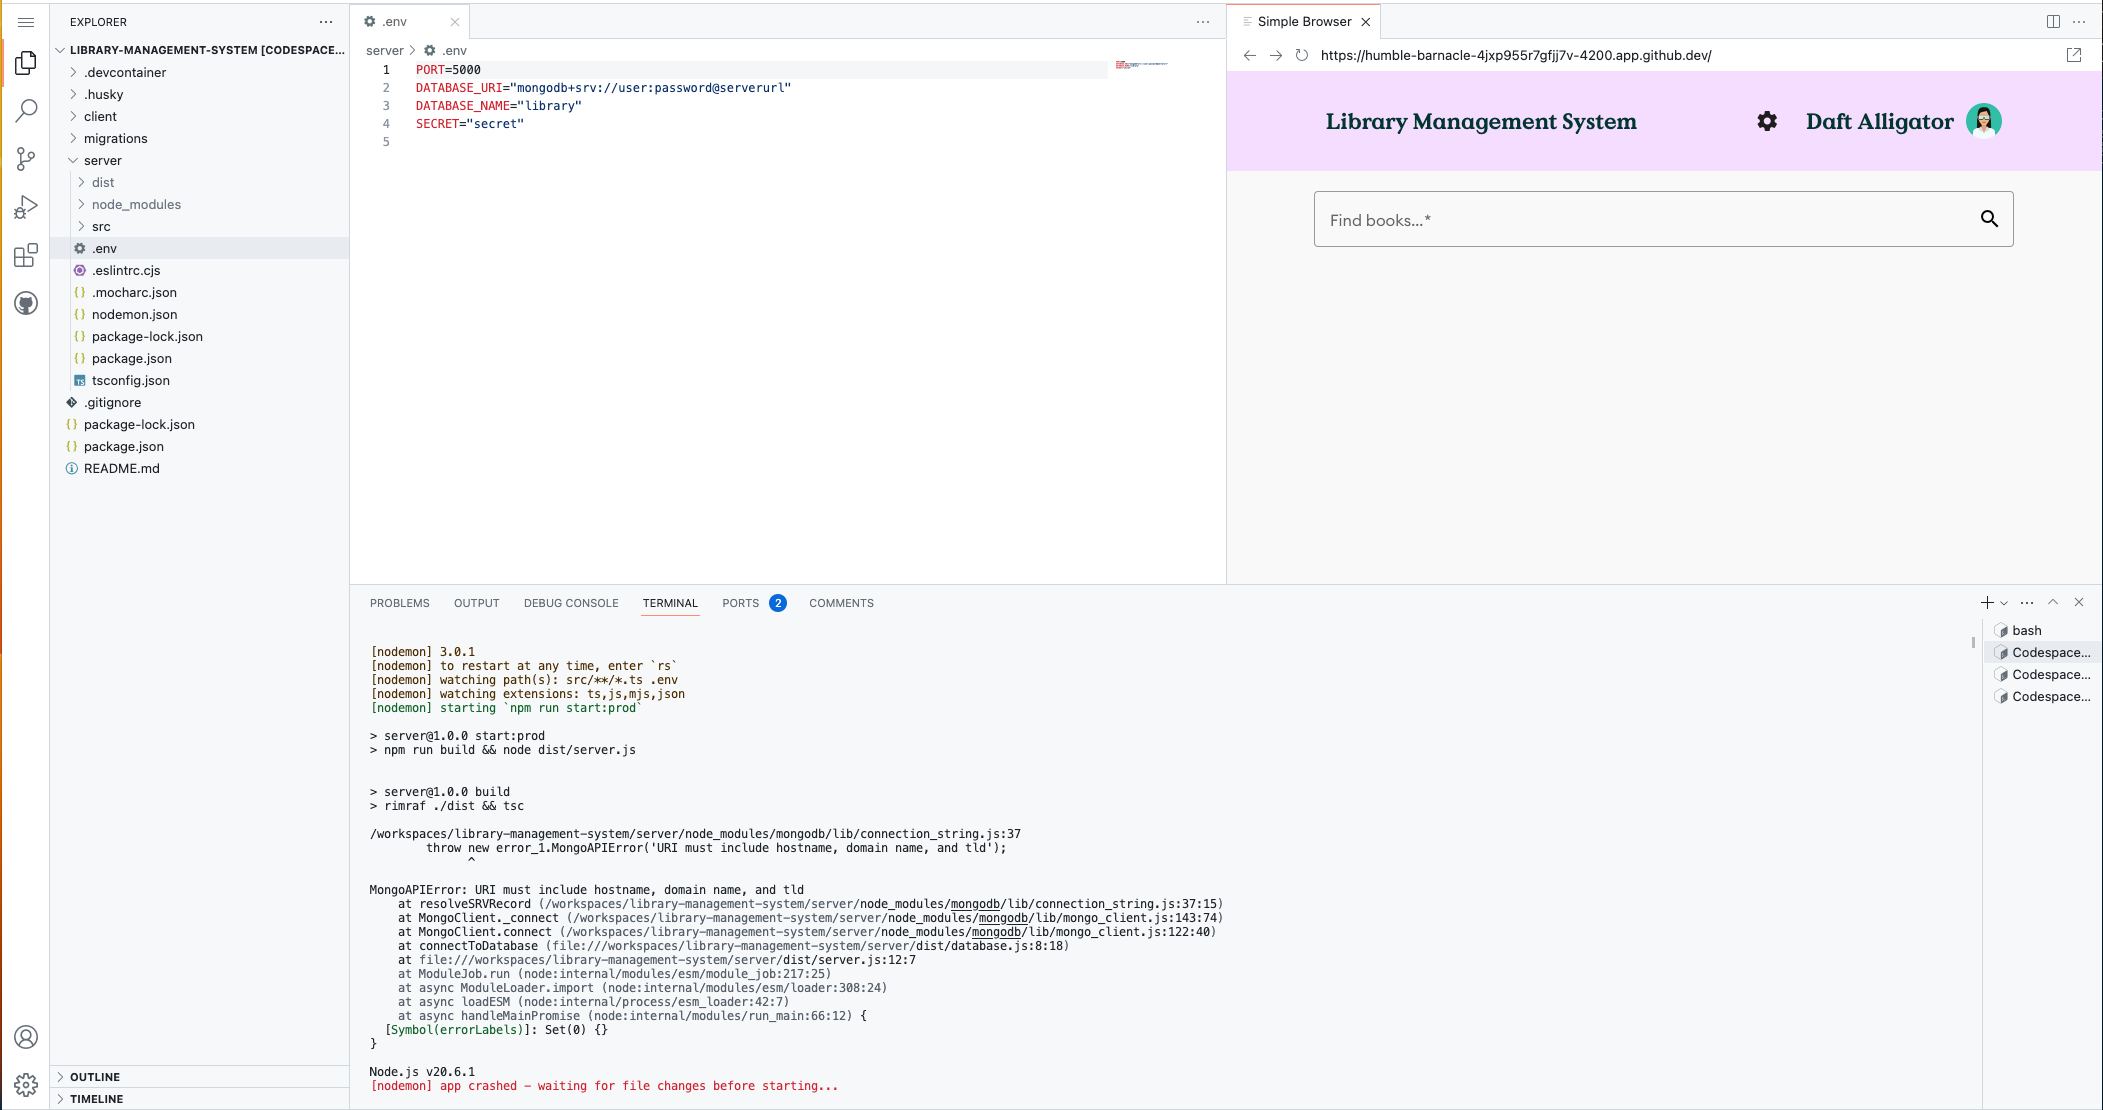 EXPLORER
LIBRARY-MANAGEMENT-SYSTEM [CODESPACE...
.devcontainer
.husky
client
migrations
server
dist
node_modules
src
.env
.eslintrc.cjs
.mocharc.json
nodemon.json
package-lock.json
package.json
tsconfig.json
.gitignore
package-lock.json
package.json
README.md
OUTLINE
TIMELINE
.env
server > .env
1 PORT=5000
2 DATABASE_URI="mongodb+srv://user:password@serverurl"
3 DATABASE_NAME="library"
4 SECRET="secret"
5
Simple Browser
https://humble-barnacle-4jxp955r7gfjj7v-4200.app.github.dev/
Library Management System
Daft Alligator
Find books...*
PROBLEMS OUTPUT DEBUG CONSOLE TERMINAL PORTS 2 COMMENTS
[nodemon] 3.0.1
[nodemon] to restart at any time, enter `rs`
[nodemon] watching path(s): src/**/*.ts .env
[nodemon] watching extensions: ts,js,mjs,json
[nodemon] starting `npm run start:prod`
> server@1.0.0 start:prod
> npm run build && node dist/server.js
> server@1.0.0 build
> rimraf ./dist && tsc
/workspaces/library-management-system/server/node_modules/mongodb/lib/connection_string.js:37
throw new error_1.MongoAPIError('URI must include hostname, domain name, and tld');
^
MongoAPIError: URI must include hostname, domain name, and tld
at resolveSRVRecord (/workspaces/library-management-system/server/node_modules/mongodb/lib/connection_string.js:37:15)
at MongoClient._connect (/workspaces/library-management-system/server/node_modules/mongodb/lib/mongo_client.js:143:74)
at MongoClient.connect (/workspaces/library-management-system/server/node_modules/mongodb/lib/mongo_client.js:122:40)
at connectToDatabase (file:///workspaces/library-management-system/server/dist/database.js:8:18)
at file:///workspaces/library-management-system/server/dist/server.js:12:7
at ModuleJob.run (node:internal/modules/esm/module_job:217:25)
at async ModuleLoader.import (node:internal/modules/esm/loader:308:24)
at async loadESM (node:internal/process/esm_loader:42:7)
at async handleMainPromise (node:internal/modules/run_main:66:12) {
[Symbol(errorLabels)]: Set(0) {}
}
Node.js v20.6.1
[nodemon] app crashed - waiting for file changes before starting...
bash
Codespace...
Codespace...
Codespace...